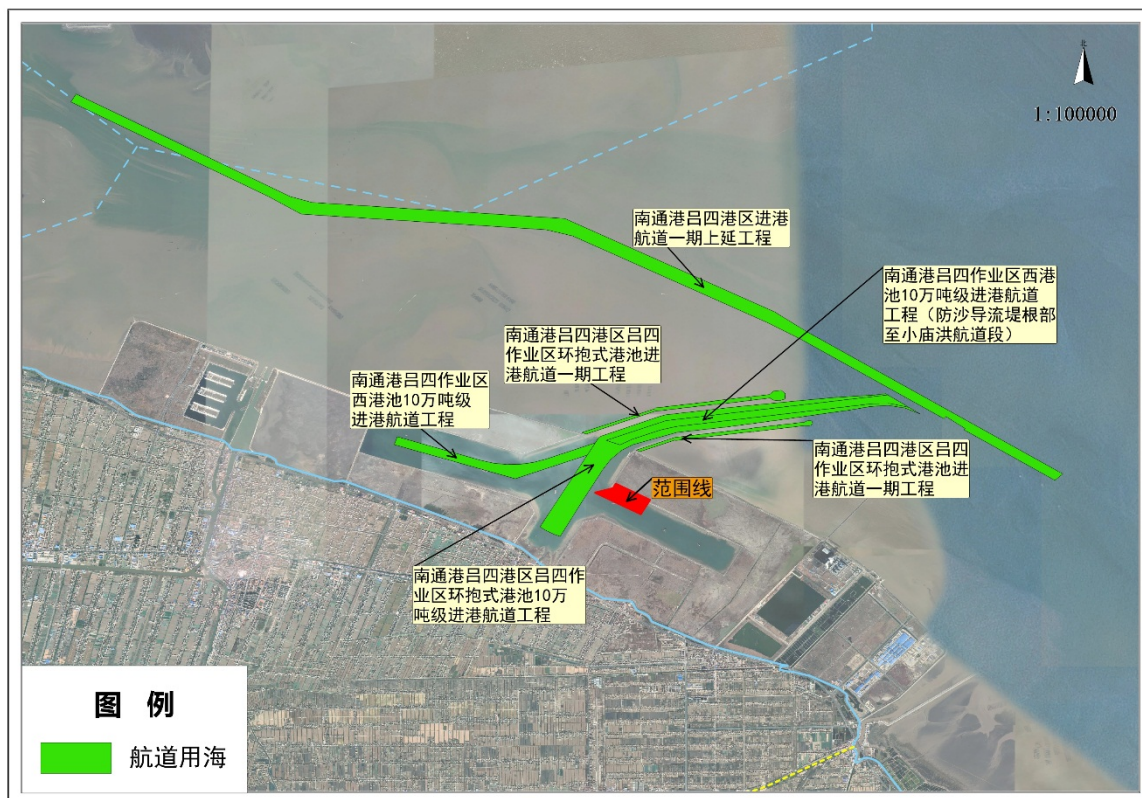 北
1:100000
南通港吕四港区进港
航道一期上延工程
南通港吕四作业区西港
池10万吨级进港航道
工程（防沙导流堤根部
至小庙洪航道段）
南通港吕四港区吕四
作业区环抱式港池进
港航道一期工程
南通港吕四作业区
西港池10万吨级
进港航道工程
南通港吕四港区吕四
作业区环抱式港池进
港航道一期工程
范围线
南通港吕四港区吕四作
业区环抱式港池10万
吨级进港航道工程
图 例
航道用海